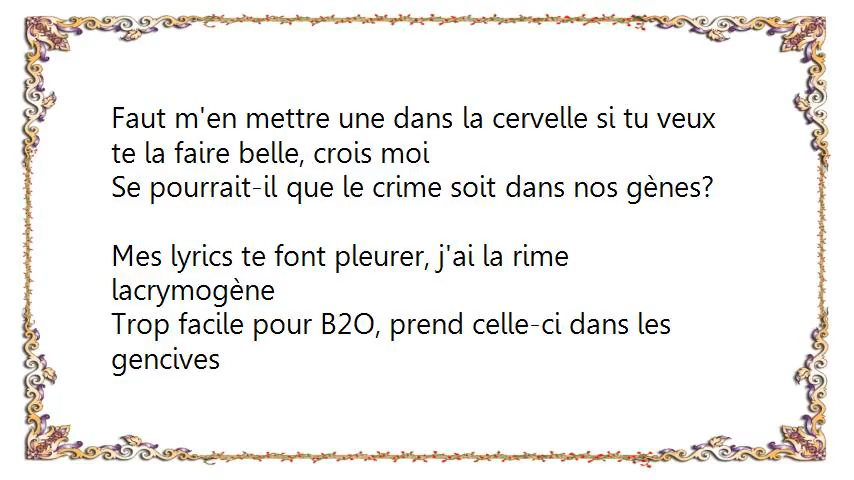 Faut m'en mettre une dans la cervelle si tu veux
te la faire belle, crois moi
Se pourrait-il que le crime soit dans nos gènes?
Mes lyrics te font pleurer, j'ai la rime
lacrymogène
Trop facile pour B2O, prend celle-ci dans les
gencives